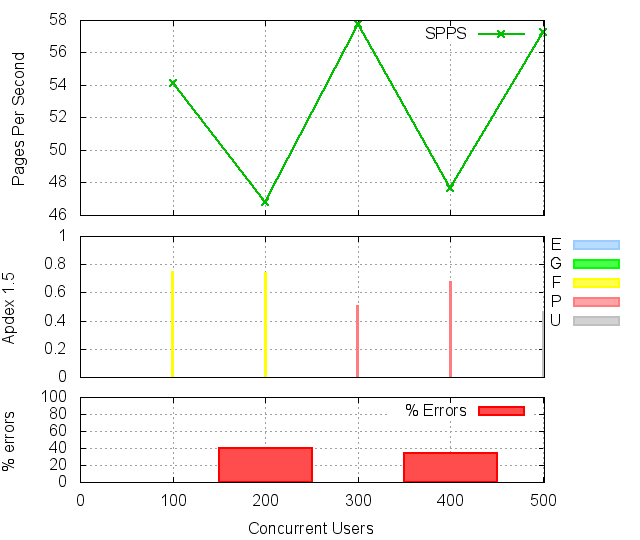 58
56
54
52
50
48
46
Pages Per Second
SPPS
1
0.8
0.6
0.4
0.2
0
Apdex 1.5
E
G
F
P
U
100
80
60
40
20
0
% errors
% Errors
0 100 200 300 400 500
Concurrent Users